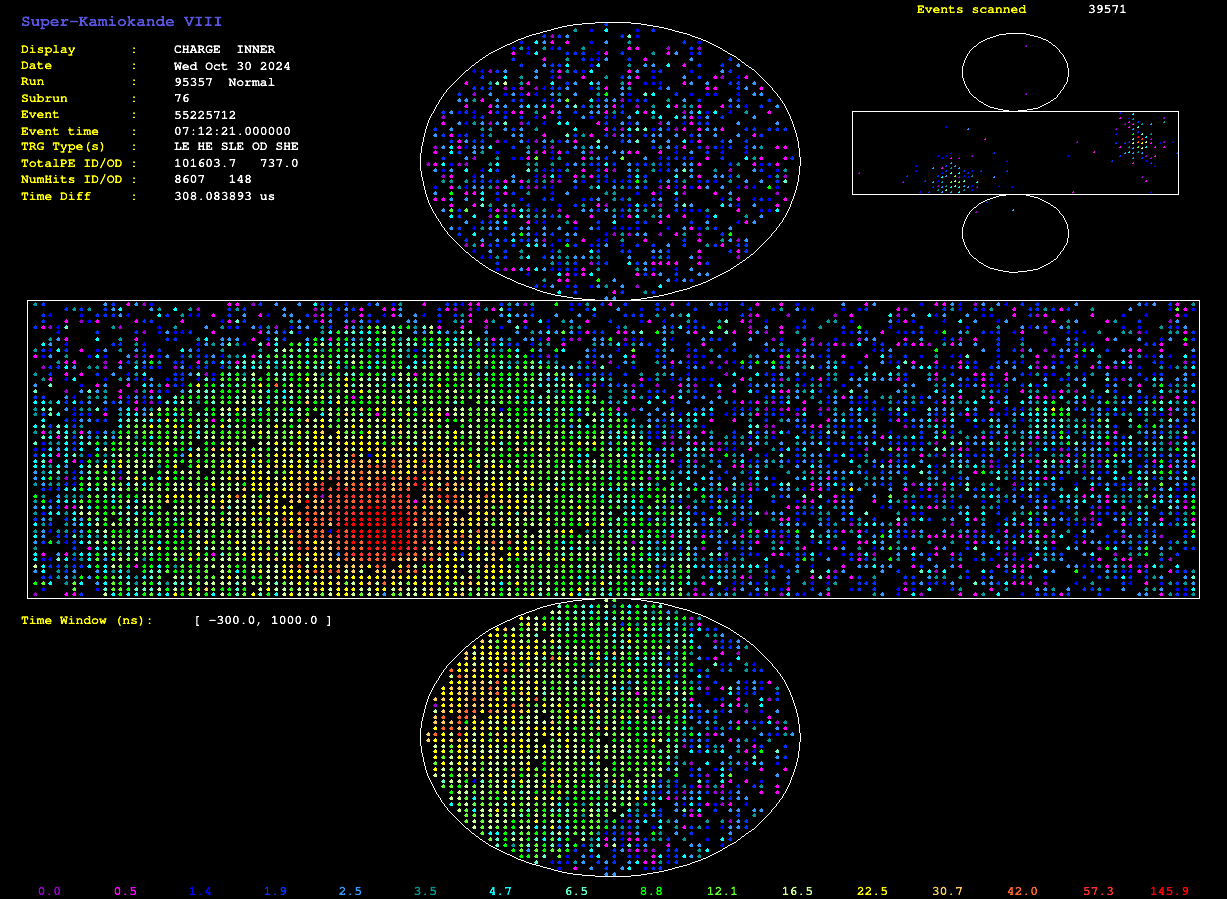 Super-Kamiokande VIII
Events scanned 39571
Display : CHARGE INNER
Date : Wed Oct 30 2024
Run : 95357 Normal
Subrun : 76
Event : 55225712
Event time : 07:12:21.000000
TRG Type(s) : LE HE SLE OD SHE
TotalPE ID/OD : 101603.7 737.0
NumHits ID/OD : 8607 148
Time Diff : 308.083893 us
Time Window (ns): [ -300.0, 1000.0 ]
0.0 0.5 1.4 1.9 2.5 3.5 4.7 6.5 8.8 12.1 16.5 22.5 30.7 42.0 57.3 145.9